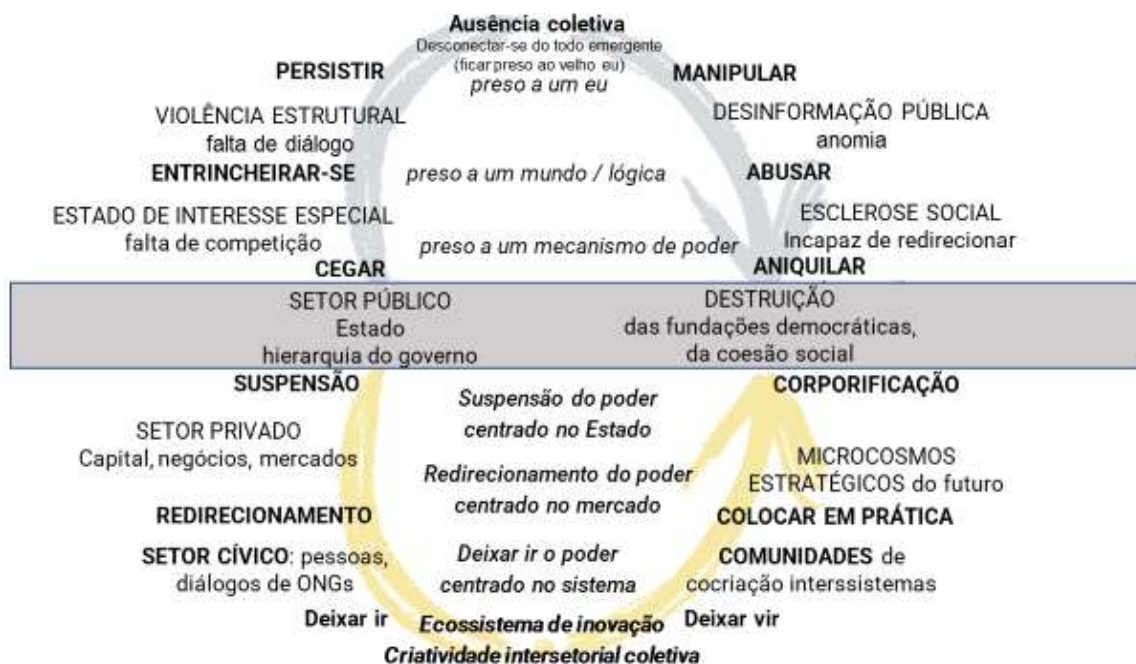 Ausência coletiva
Desconectar-se do todo emergente
(ficar preso ao velho eu)
PERSISTIR
preso a um eu
MANIPULAR
VIOLÊNCIA ESTRUTURAL
falta de diálogo
DESINFORMAÇÃO PÚBLICA
anomia
ENTRINCHEIRAR-SE
preso a um mundo / lógica
ABUSAR
ESTADO DE INTERESSE ESPECIAL
falta de competição
preso a um mecanismo de poder
ESCLEROSE SOCIAL
Incapaz de redirecionar
CEGAR
ANIQUILAR
SETOR PÚBLICO
Estado
hierarquia do governo
DESTRUIÇÃO
das fundações democráticas,
da coesão social
SUSPENSÃO
Suspensão do poder
centrado no Estado
CORPORIFICAÇÃO
SETOR PRIVADO
Capital, negócios, mercados
Redirecionamento do poder
centrado no mercado
MICROCOSMOS
ESTRATÉGICOS do futuro
REDIRECIONAMENTO
COLOCAR EM PRÁTICA
SETOR CÍVICO: pessoas,
diálogos de ONGs
Deixar ir o poder
centrado no sistema
COMUNIDADES de
cocriação interssistemas
Deixar ir
Ecossistema de inovação
Criatividade intersetorial coletiva
Deixar vir